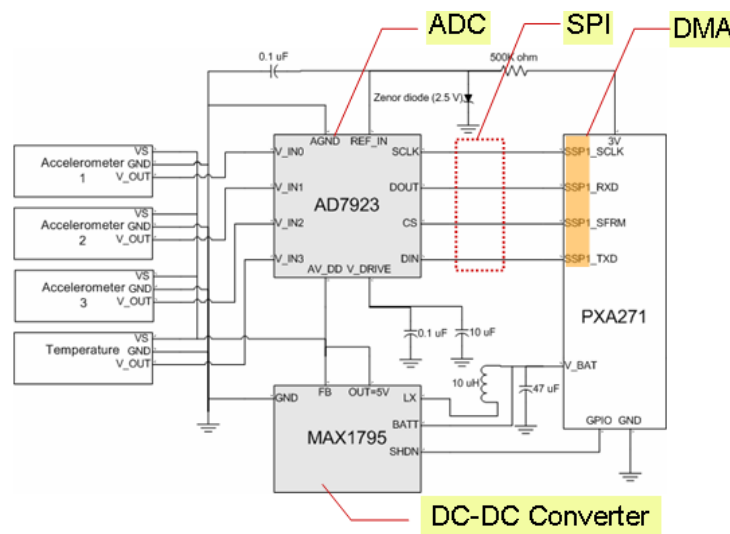 ADC
SPI
DMA
0.1 uF
500K ohm
Zenor diode (2.5 V)
AGND
REF_IN
3V
VS
Accelerometer
GND
1
V_OUT
V_IN0
SCLK
SSP1_SCLK
V_IN1
DOUT
SSP1_RXD
AD7923
VS
Accelerometer
GND
2
V_OUT
V_IN2
CS
SSP1_SFRM
V_IN3
DIN
SSP1_TXD
AV_DD
V_DRIVE
VS
Accelerometer
GND
3
V_OUT
PXA271
0.1 uF
10 uF
VS
Temperature
GND
V_OUT
V_BAT
10 uH
47 uF
FB
OUT=5V
GND
LX
BATT
MAX1795
SHDN
GPIO
GND
DC-DC Converter